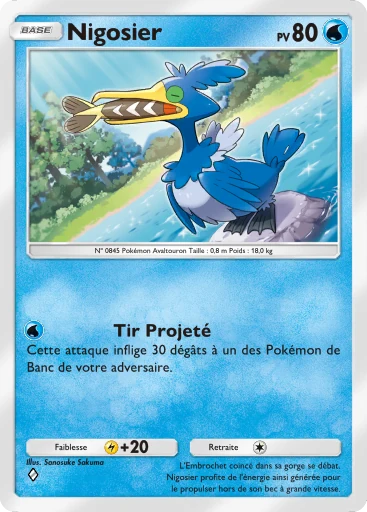 BASE Nigosier PV 80
N° 0845 Pokémon Avaltouron Taille : 0,8 m Poids : 18,0 kg
Tir Projeté
Cette attaque inflige 30 dégâts à un des Pokémon de
Banc de votre adversaire.
Faiblesse +20 Retraite
Illus. Sanosuke Sakuma
L'Embrochet coincé dans sa gorge se débat.
Nigosier profite de l'énergie ainsi générée pour
le propulser hors de son bec à grande vitesse.